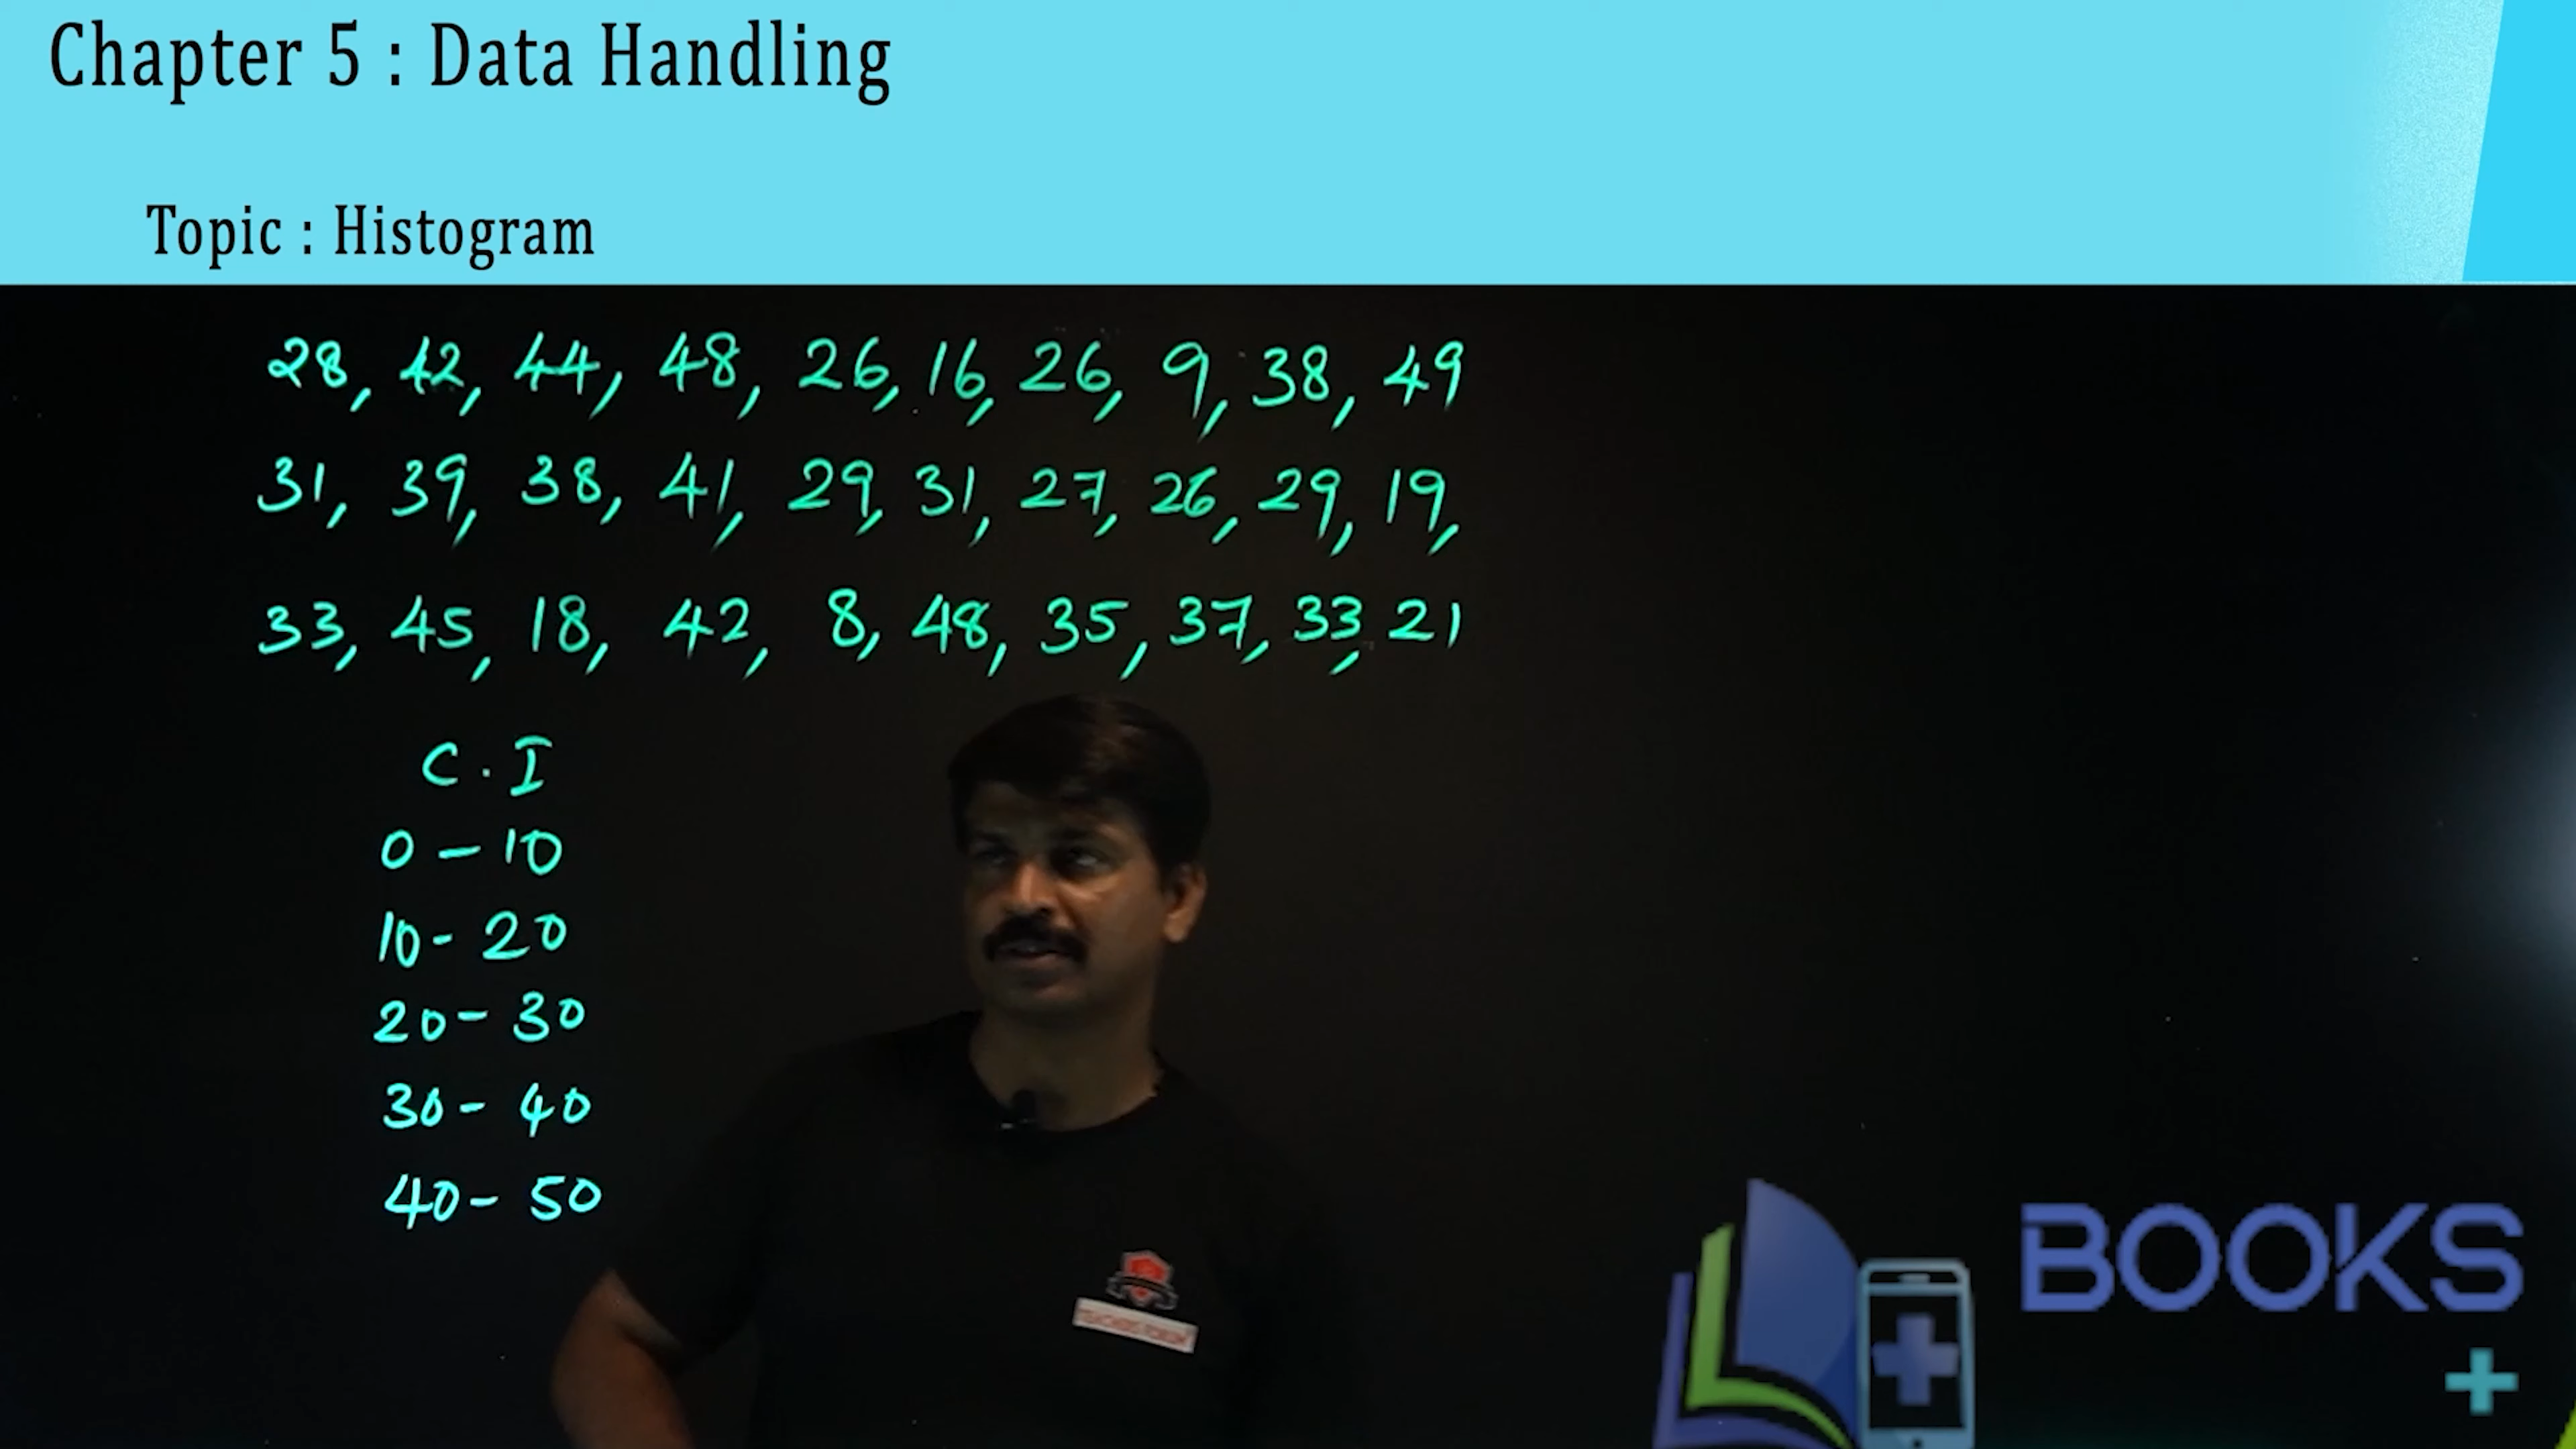 Chapter 5 : Data Handling
Topic : Histogram
28, 42, 44, 48, 26, 16, 26, 9, 38, 49
31, 39, 38, 41, 29, 31, 27, 26, 29, 19,
33, 45, 18, 42, 8, 48, 35, 37, 33, 21
C . I
0 - 10
10 - 20
20 - 30
30 - 40
40 - 50
BOOKS
+